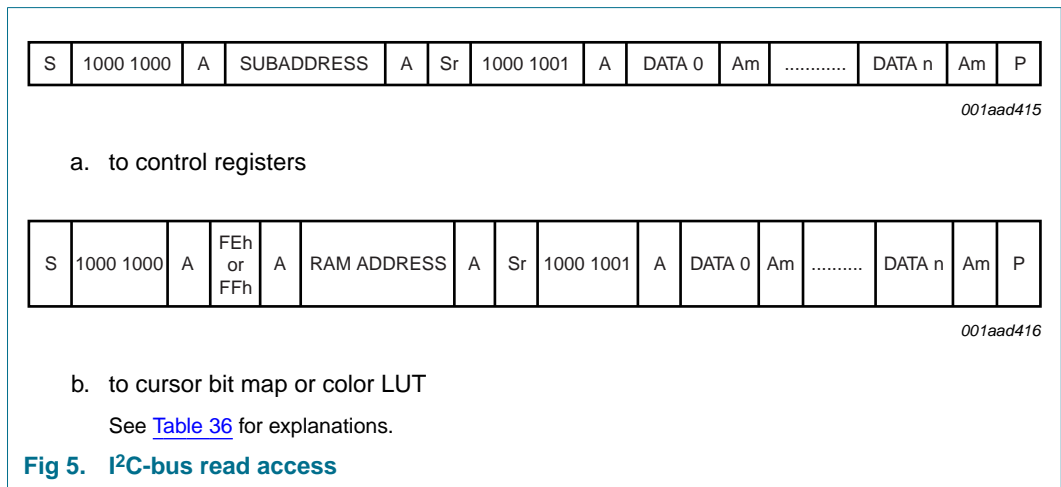 S 1000 1000 A SUBADDRESS A Sr 1000 1001 A DATA 0 Am ............ DATA n Am P
001aad415
a. to control registers
S 1000 1000 A FEh or FFh A RAM ADDRESS A Sr 1000 1001 A DATA 0 Am .......... DATA n Am P
001aad416
b. to cursor bit map or color LUT
See Table 36 for explanations.
Fig 5. I²C-bus read access